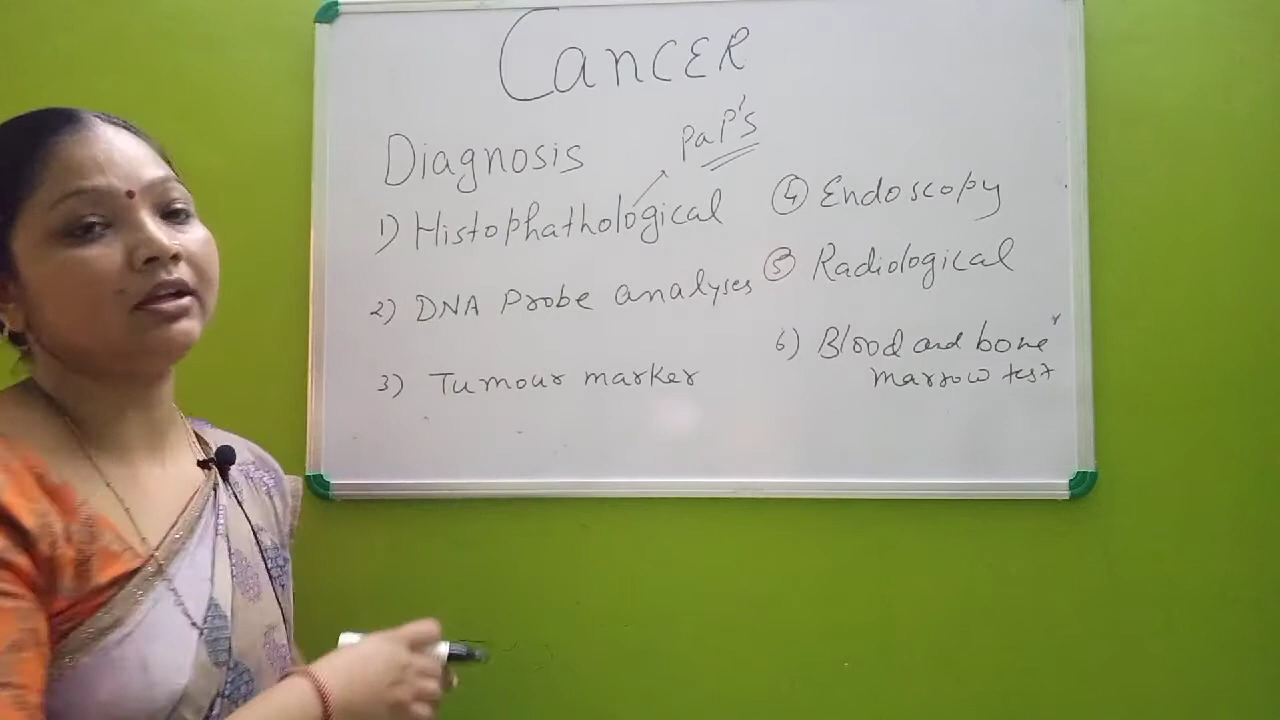 CancER
Diagnosis
PaP's
1) Histophathological
2) DNA Probe analyses
3) Tumour marker
④ Endoscopy
⑤ Radiological
6) Blood and bone
marrow test